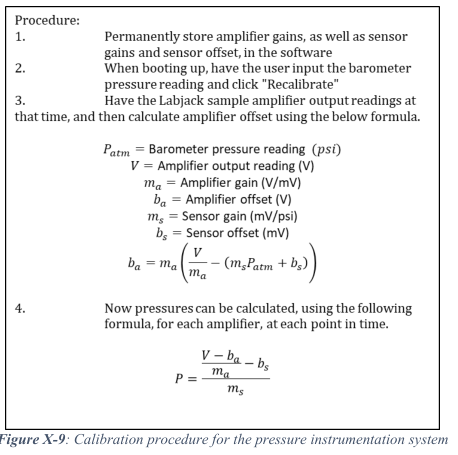 Procedure:
1. Permanently store amplifier gains, as well as sensor
gains and sensor offset, in the software
2. When booting up, have the user input the barometer
pressure reading and click "Recalibrate"
3. Have the Labjack sample amplifier output readings at
that time, and then calculate amplifier offset using the below formula.
P_{atm} = Barometer pressure reading (psi)
V = Amplifier output reading (V)
m_a = Amplifier gain (V/mV)
b_a = Amplifier offset (V)
m_s = Sensor gain (mV/psi)
b_s = Sensor offset (mV)
b_a = m_a ( V / m_a − (m_s P_{atm} + b_s) )
4. Now pressures can be calculated, using the following
formula, for each amplifier, at each point in time.
P = ( (V − b_a) / m_a − b_s ) / m_s
Figure X-9: Calibration procedure for the pressure instrumentation system